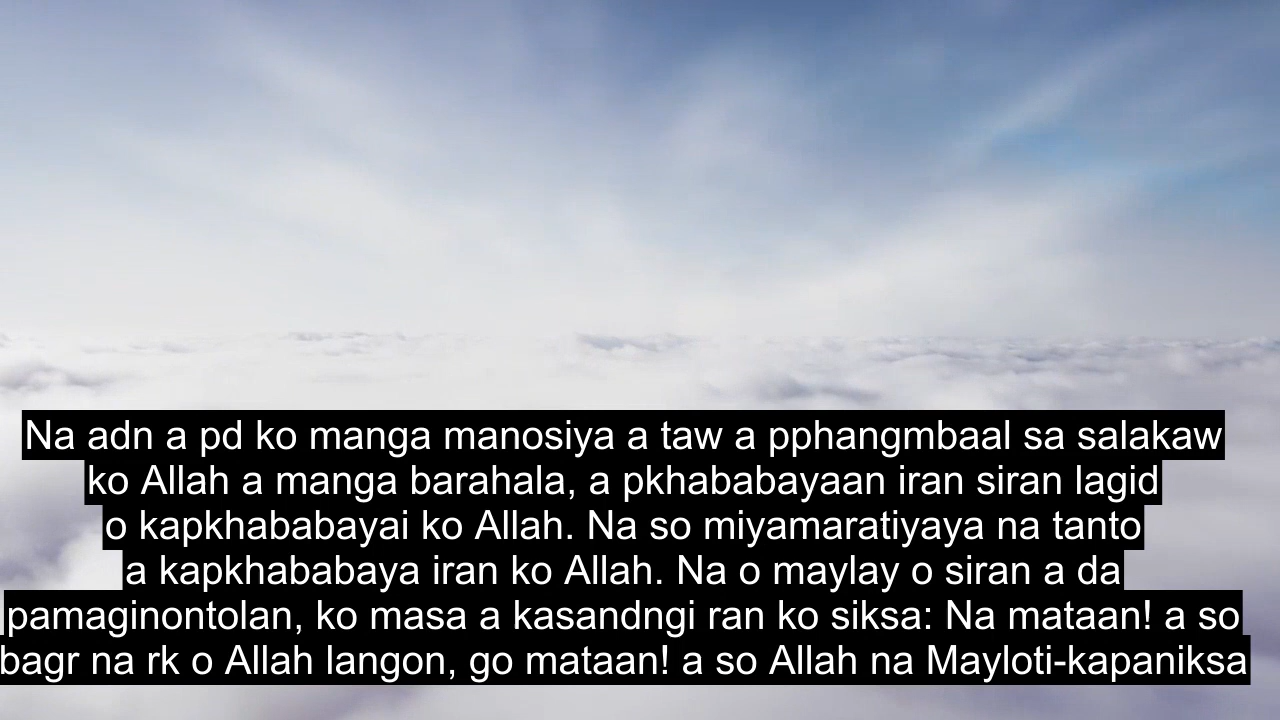 Na adn a pd ko manga manosiya a taw a pphangmbaal sa salakaw
ko Allah a manga barahala, a pkhababayaan iran siran lagid
o kapkhababayai ko Allah. Na so miyamaratiyaya na tanto
a kapkhababaya iran ko Allah. Na o maylay o siran a da
pamaginontolan, ko masa a kasandngi ran ko siksa: Na mataan! a so
bagr na rk o Allah langon, go mataan! a so Allah na Mayloti-kapaniksa